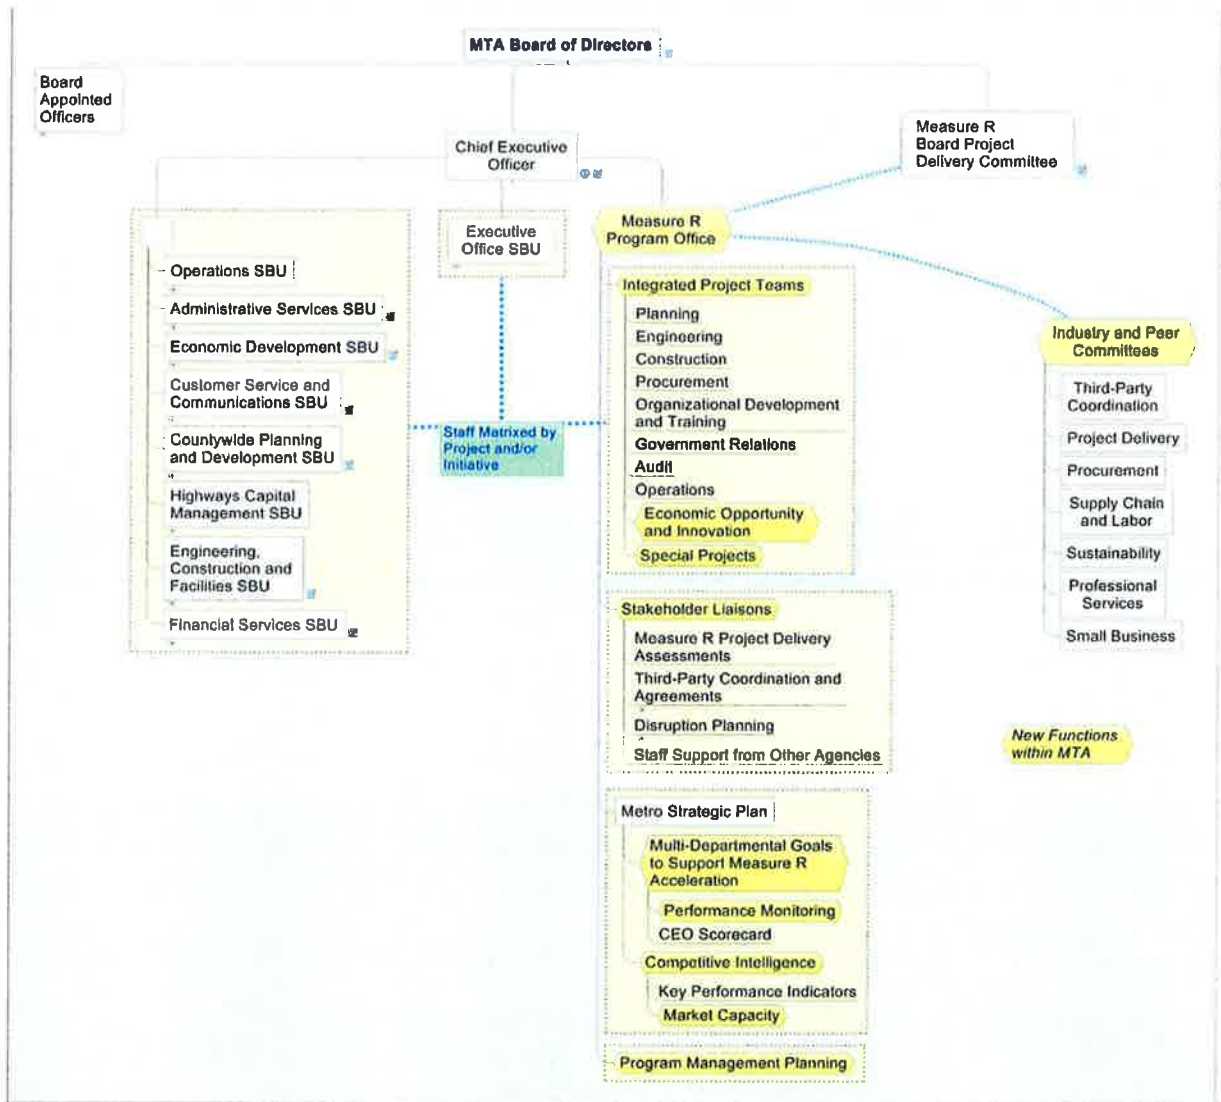 MTA Board of Directors
Board
Appointed
Officers
Measure R
Board Project
Delivery Committee
Chief Executive
Officer
Executive
Office SBU
Measure R
Program Office
Operations SBU
Administrative Services SBU
Economic Development SBU
Customer Service and
Communications SBU
Countywide Planning
and Development SBU
Highways Capital
Management SBU
Engineering,
Construction and
Facilities SBU
Financial Services SBU
Staff Matrixed by
Project and/or
Initiative
Integrated Project Teams
Planning
Engineering
Construction
Procurement
Organizational Development
and Training
Government Relations
Audit
Operations
Economic Opportunity
and Innovation
Special Projects
Stakeholder Liaisons
Measure R Project Delivery
Assessments
Third-Party Coordination and
Agreements
Disruption Planning
Staff Support from Other Agencies
Metro Strategic Plan
Multi-Departmental Goals
to Support Measure R
Acceleration
Performance Monitoring
CEO Scorecard
Competitive Intelligence
Key Performance Indicators
Market Capacity
Program Management Planning
Industry and Peer
Committees
Third-Party
Coordination
Project Delivery
Procurement
Supply Chain
and Labor
Sustainability
Professional
Services
Small Business
New Functions
within MTA